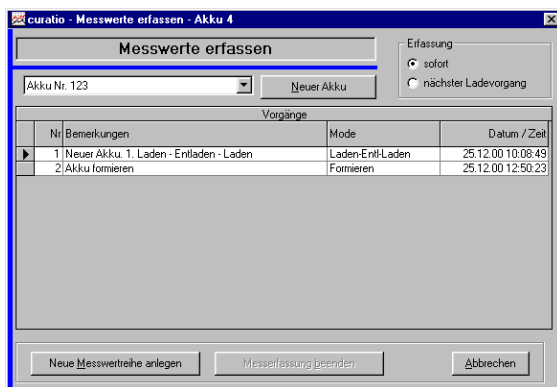 curatio - Messwerte erfassen - Akku 4
Messwerte erfassen
Erfassung
sofort
nächster Ladevorgang
Akku Nr. 123
Neuer Akku
Vorgänge
Nr Bemerkungen Mode Datum / Zeit
1 Neuer Akku. 1. Laden - Entladen - Laden Laden-Entl-Laden 25.12.00 10:08:49
2 Akku formieren Formieren 25.12.00 12:50:23
Neue Messwertreihe anlegen Messerfassung beenden Abbrechen